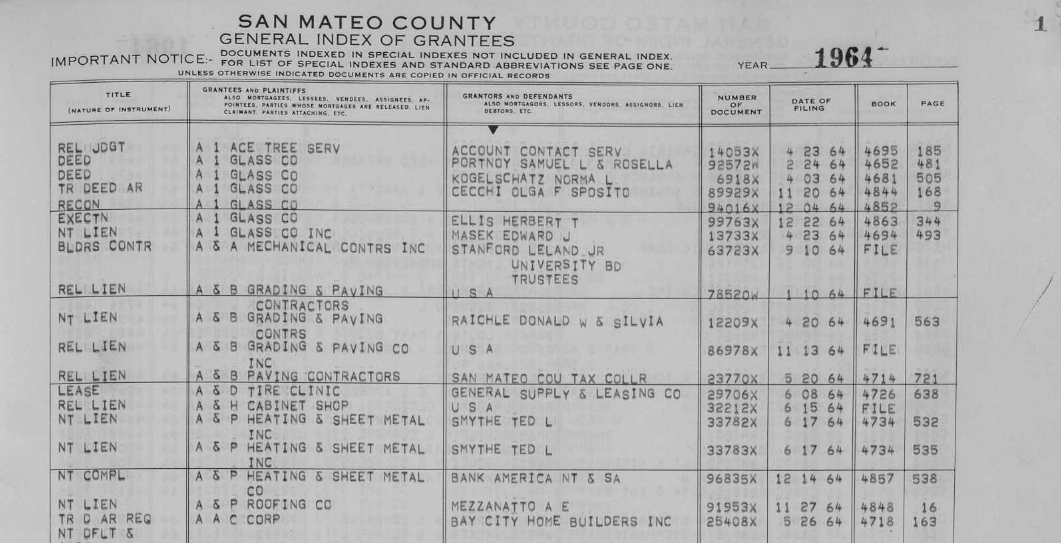 1
SAN MATEO COUNTY
GENERAL INDEX OF GRANTEES
IMPORTANT NOTICE:- DOCUMENTS INDEXED IN SPECIAL INDEXES NOT INCLUDED IN GENERAL INDEX.
FOR LIST OF SPECIAL INDEXES AND STANDARD ABBREVIATIONS SEE PAGE ONE.
YEAR 1964
UNLESS OTHERWISE INDICATED DOCUMENTS ARE COPIED IN OFFICIAL RECORDS
TITLE
(NATURE OF INSTRUMENT)
GRANTEES AND PLAINTIFFS
ALSO MORTGAGEES, LESSEES, VENDEES, ASSIGNEES, AP-
POINTEES, PARTIES WHOSE MORTGAGES ARE RELEASED, LIEN
CLAIMANT, PARTIES ATTACHING, ETC.
GRANTORS AND DEFENDANTS
ALSO MORTGAGORS, LESSORS, VENDORS, ASSIGNORS, LIEN
DEBTORS, ETC.
NUMBER
OF
DOCUMENT
DATE OF
FILING
BOOK
PAGE
REL JDGT A 1 ACE TREE SERV ACCOUNT CONTACT SERV 14053X 4 23 64 4695 185
DEED A 1 GLASS CO PORTNOY SAMUEL L & ROSELLA 92572W 2 24 64 4652 481
DEED A 1 GLASS CO KOGELSCHATZ NORMA L 6918X 4 03 64 4681 505
TR DEED AR A 1 GLASS CO CECCHI OLGA F SPOSITO 89929X 11 20 64 4844 168
RECON A 1 GLASS CO 94016X 12 04 64 4852 9
EXECTN A 1 GLASS CO ELLIS HERBERT T 99763X 12 22 64 4863 344
NT LIEN A 1 GLASS CO INC MASEK EDWARD J 13733X 4 23 64 4694 493
BLDRS CONTR A & A MECHANICAL CONTRS INC STANFORD LELAND JR 63723X 9 10 64 FILE
UNIVERSITY BD
TRUSTEES
REL LIEN A & B GRADING & PAVING U S A 78520W 1 10 64 FILE
CONTRACTORS
NT LIEN A & B GRADING & PAVING RAICHLE DONALD W & SILVIA 12209X 4 20 64 4691 563
CONTRS
REL LIEN A & B GRADING & PAVING CO U S A 86978X 11 13 64 FILE
INC
REL LIEN A & B PAVING CONTRACTORS SAN MATEO COU TAX COLLR 23770X 5 20 64 4714 721
LEASE A & D TIRE CLINIC GENERAL SUPPLY & LEASING CO 29706X 6 08 64 4726 638
REL LIEN A & H CABINET SHOP U S A 32212X 6 15 64 FILE
NT LIEN A & P HEATING & SHEET METAL SMYTHE TED L 33782X 6 17 64 4734 532
INC
NT LIEN A & P HEATING & SHEET METAL SMYTHE TED L 33783X 6 17 64 4734 535
INC
NT COMPL A & P HEATING & SHEET METAL BANK AMERICA NT & SA 96835X 12 14 64 4857 538
CO
NT LIEN A & P ROOFING CO MEZZANATTO A E 91953X 11 27 64 4848 16
TR D AR REQ A A C CORP BAY CITY HOME BUILDERS INC 25408X 5 26 64 4718 163
NT DFLT &